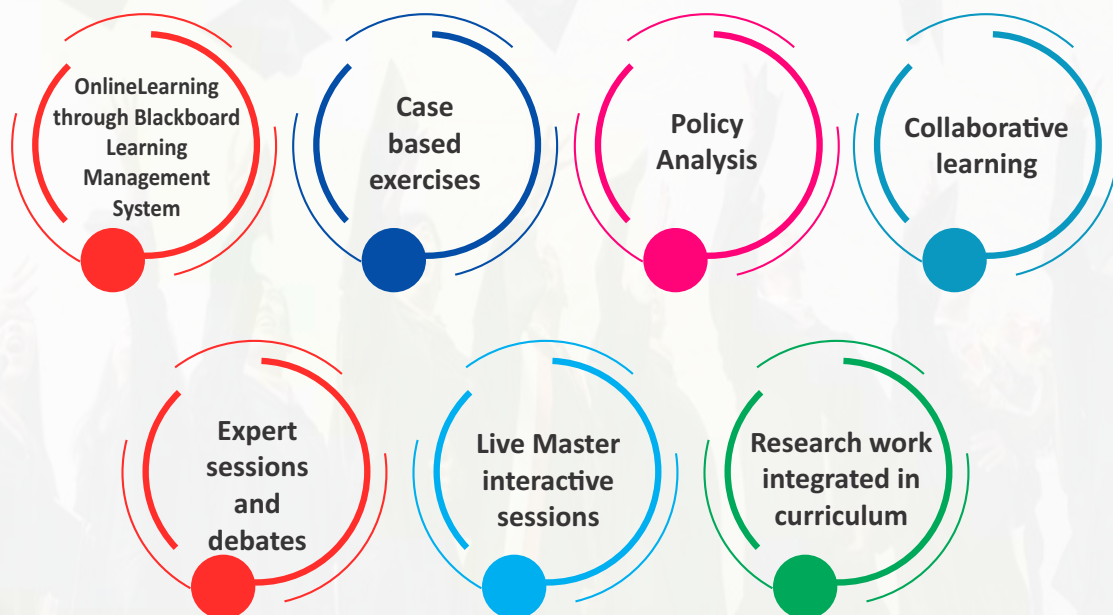 OnlineLearning
through Blackboard
Learning
Management
System
Case
based
exercises
Policy
Analysis
Collaborative
learning
Expert
sessions
and
debates
Live Master
interactive
sessions
Research work
integrated in
curriculum